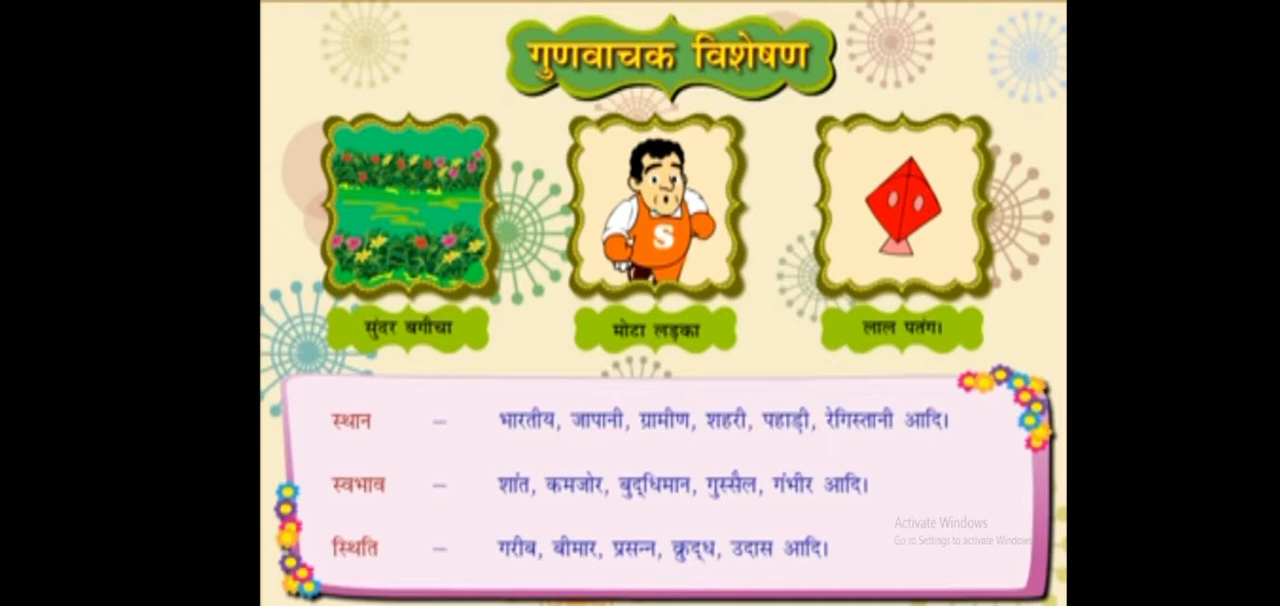 गुणवाचक विशेषण
S
सुंदर बगीचा
मोटा लड़का
लाल पतंग।
स्थान – भारतीय, जापानी, ग्रामीण, शहरी, पहाड़ी, रेगिस्तानी आदि।
स्वभाव – शांत, कमजोर, बुद्‌धिमान, गुस्सैल, गंभीर आदि।
स्थिति – गरीब, बीमार, प्रसन्न, क्रुद्‌ध, उदास आदि।
Activate Windows
Go to Settings to activate Windows